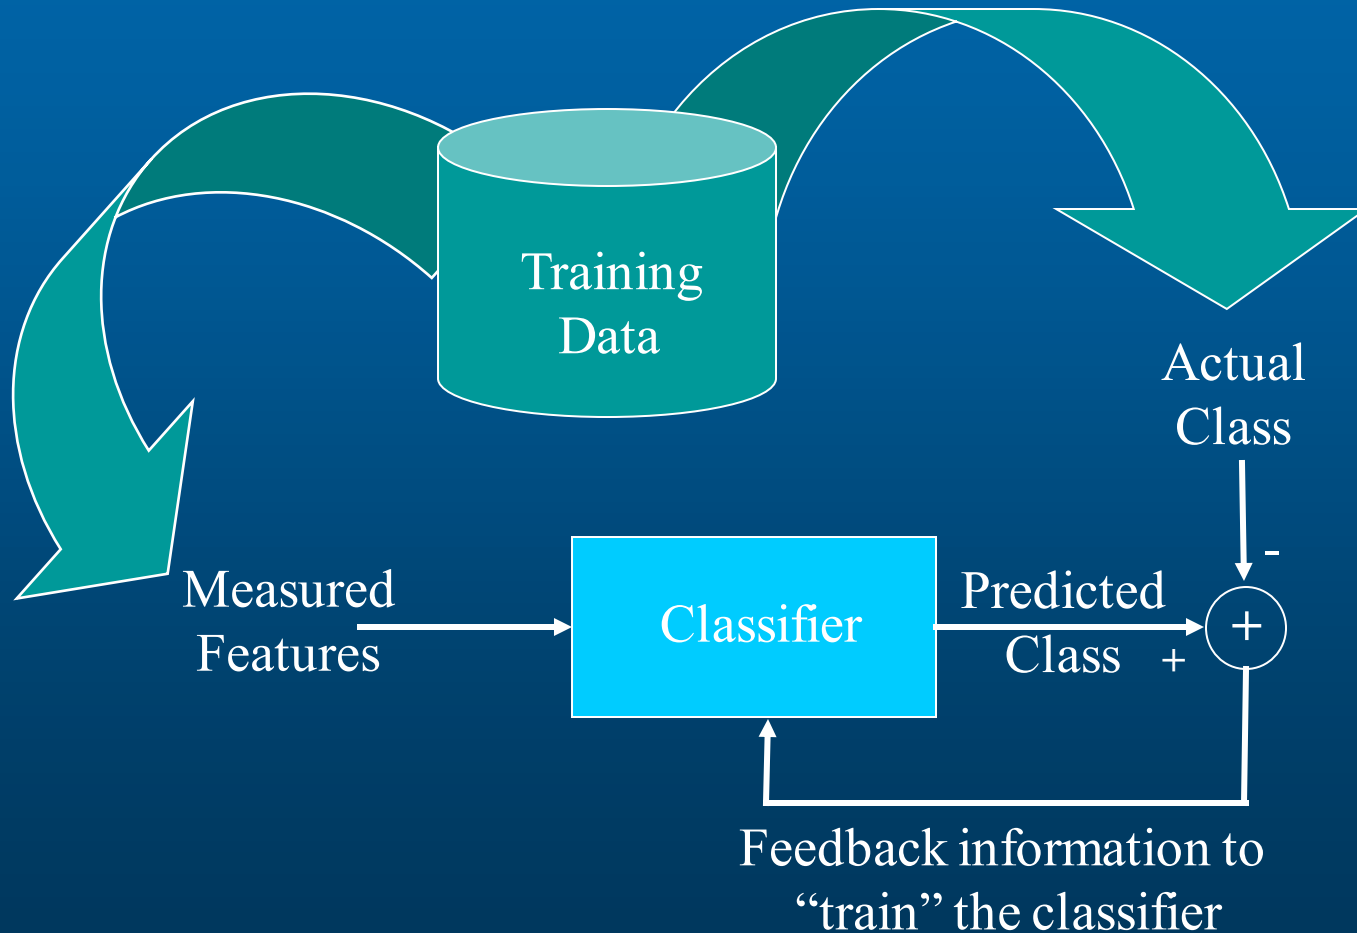 Training
Data
Actual
Class
-
Measured
Features
Classifier
Predicted
Class
+
+
Feedback information to
“train” the classifier